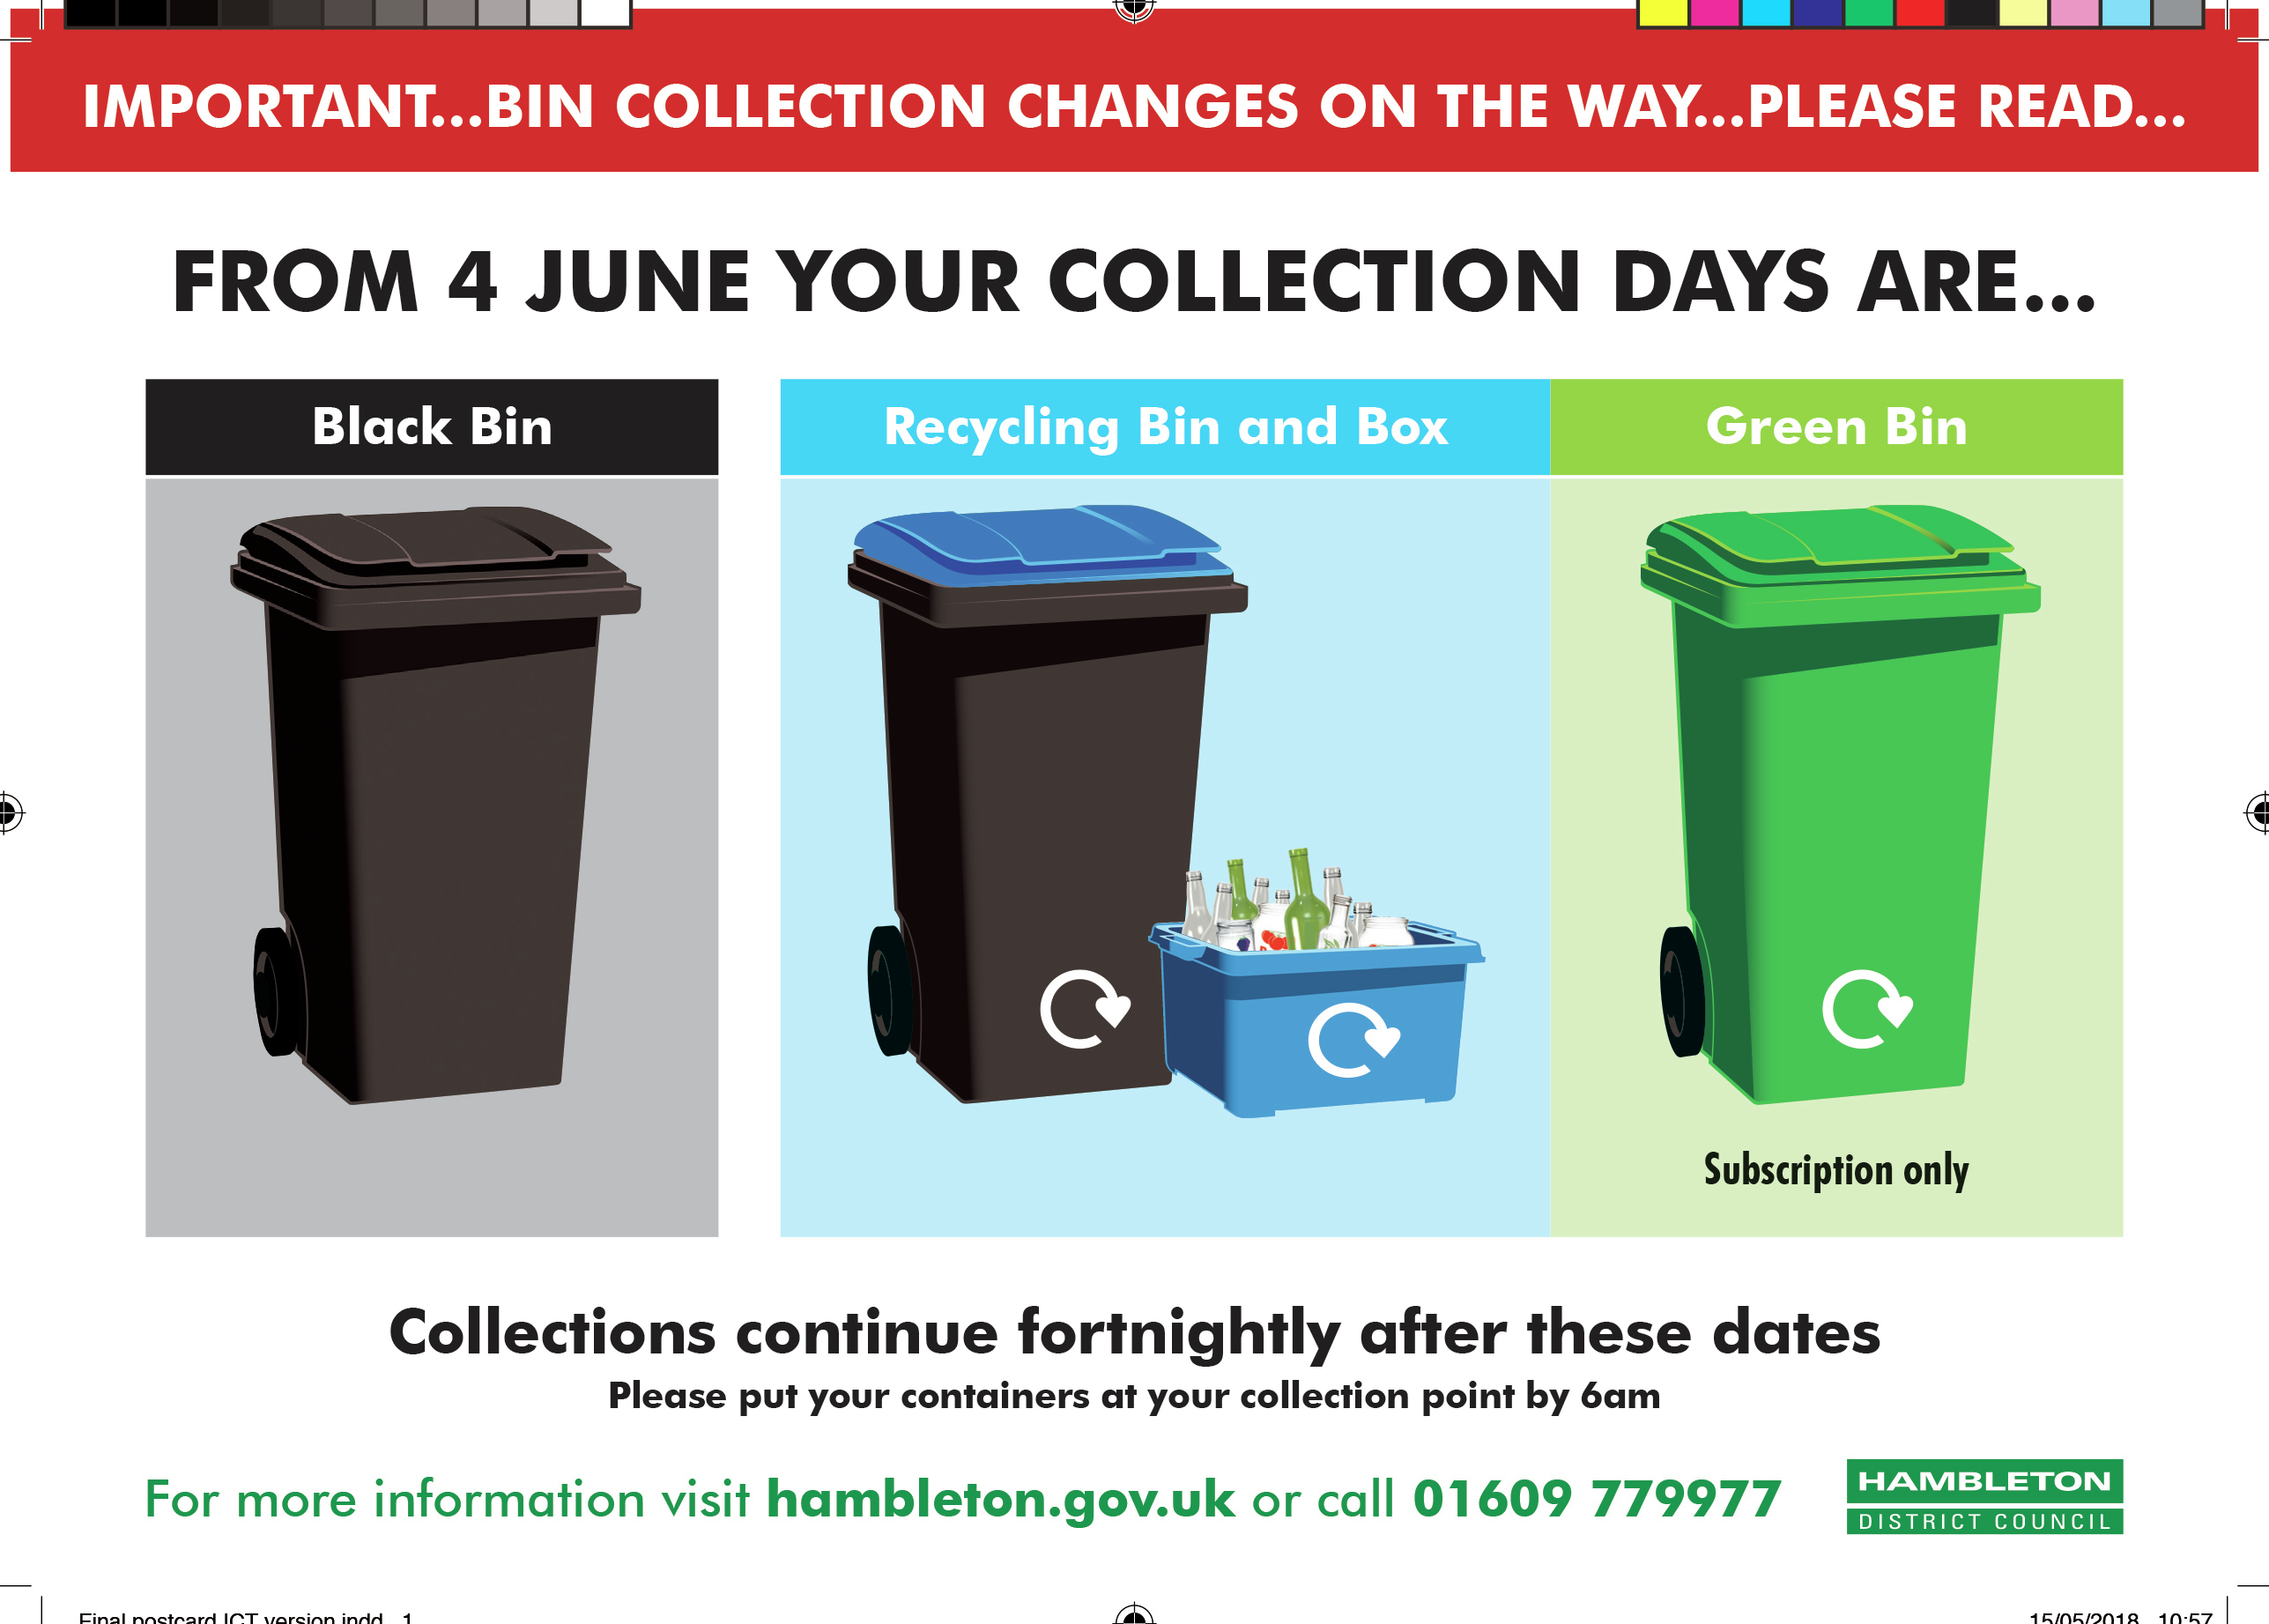 IMPORTANT...BIN COLLECTION CHANGES ON THE WAY...PLEASE READ...
FROM 4 JUNE YOUR COLLECTION DAYS ARE...
Black Bin
Recycling Bin and Box
Green Bin
Subscription only
Collections continue fortnightly after these dates
Please put your containers at your collection point by 6am
For more information visit hambleton.gov.uk or call 01609 779977
HAMBLETON
DISTRICT COUNCIL
Final postcard ICT version.indd 1
15/05/2018 10:57